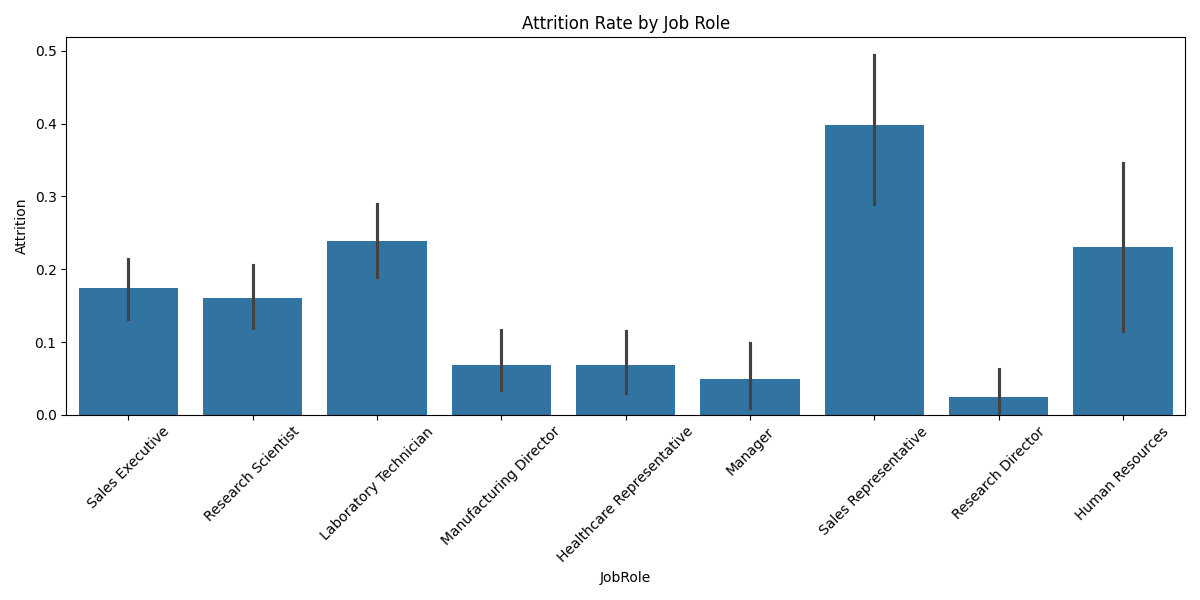 Attrition Rate by Job Role
Attrition
0.5
0.4
0.3
0.2
0.1
0.0
Sales Executive
Research Scientist
Laboratory Technician
Manufacturing Director
Healthcare Representative
Manager
Sales Representative
Research Director
Human Resources
JobRole